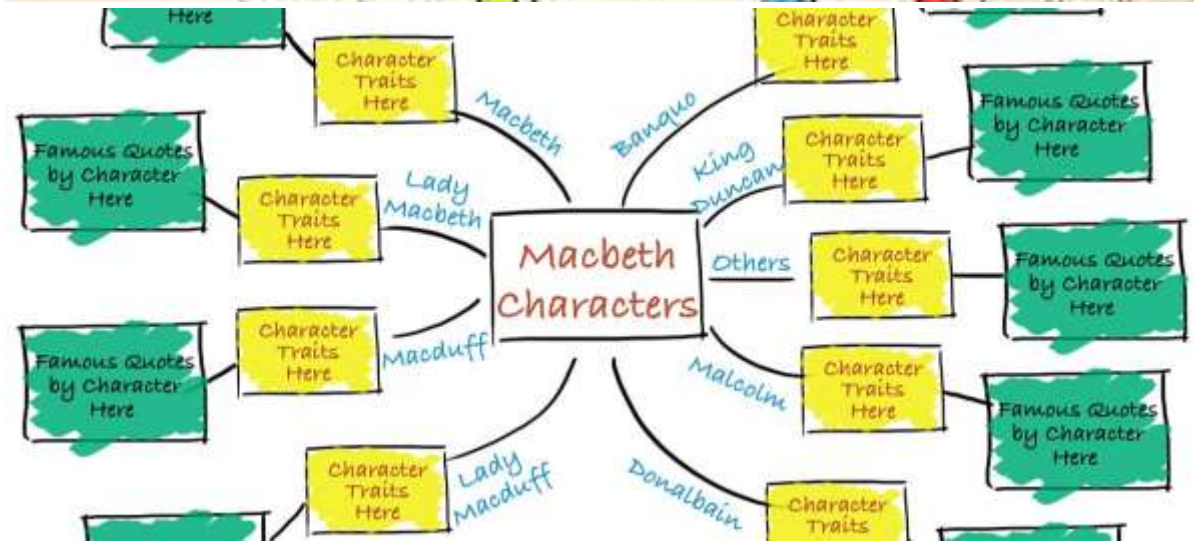 Here
Character
Traits
Here
Macbeth
Famous Quotes
by Character
Here
Character
Traits
Here
Lady
Macbeth
Famous Quotes
by Character
Here
Character
Traits
Here
Macduff
Character
Traits
Here
Lady
Macduff
Macbeth
Characters
Banquo
Character
Traits
Here
King
Duncan
Character
Traits
Here
Famous Quotes
by Character
Here
Others
Character
Traits
Here
Famous Quotes
by Character
Here
Malcolm
Character
Traits
Here
Famous Quotes
by Character
Here
Donalbain
Character
Traits